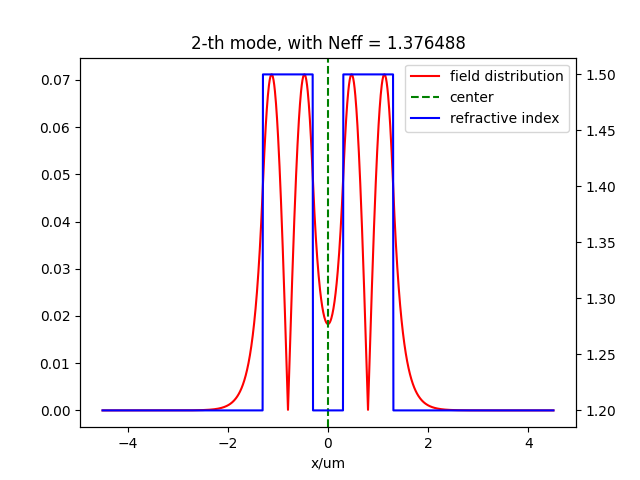 2-th mode, with Neff = 1.376488
field distribution
center
refractive index
0.07
0.06
0.05
0.04
0.03
0.02
0.01
0.00
1.50
1.45
1.40
1.35
1.30
1.25
1.20
−4 −2 0 2 4
x/um